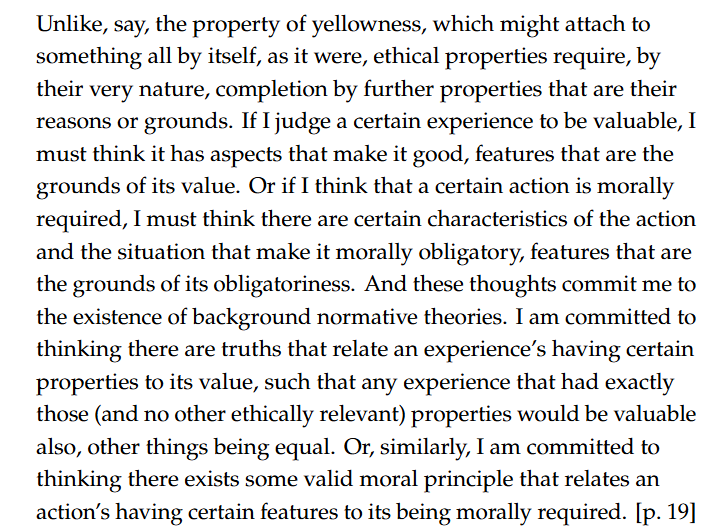 Unlike, say, the property of yellowness, which might attach to
something all by itself, as it were, ethical properties require, by
their very nature, completion by further properties that are their
reasons or grounds. If I judge a certain experience to be valuable, I
must think it has aspects that make it good, features that are the
grounds of its value. Or if I think that a certain action is morally
required, I must think there are certain characteristics of the action
and the situation that make it morally obligatory, features that are
the grounds of its obligatoriness. And these thoughts commit me to
the existence of background normative theories. I am committed to
thinking there are truths that relate an experience’s having certain
properties to its value, such that any experience that had exactly
those (and no other ethically relevant) properties would be valuable
also, other things being equal. Or, similarly, I am committed to
thinking there exists some valid moral principle that relates an
action’s having certain features to its being morally required. [p. 19]